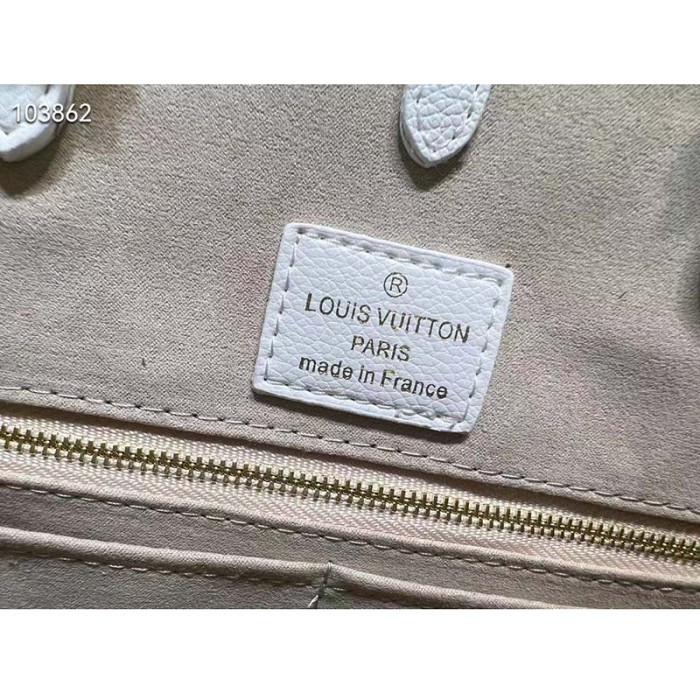 103862
®
LOUIS VUITTON
PARIS
made in France